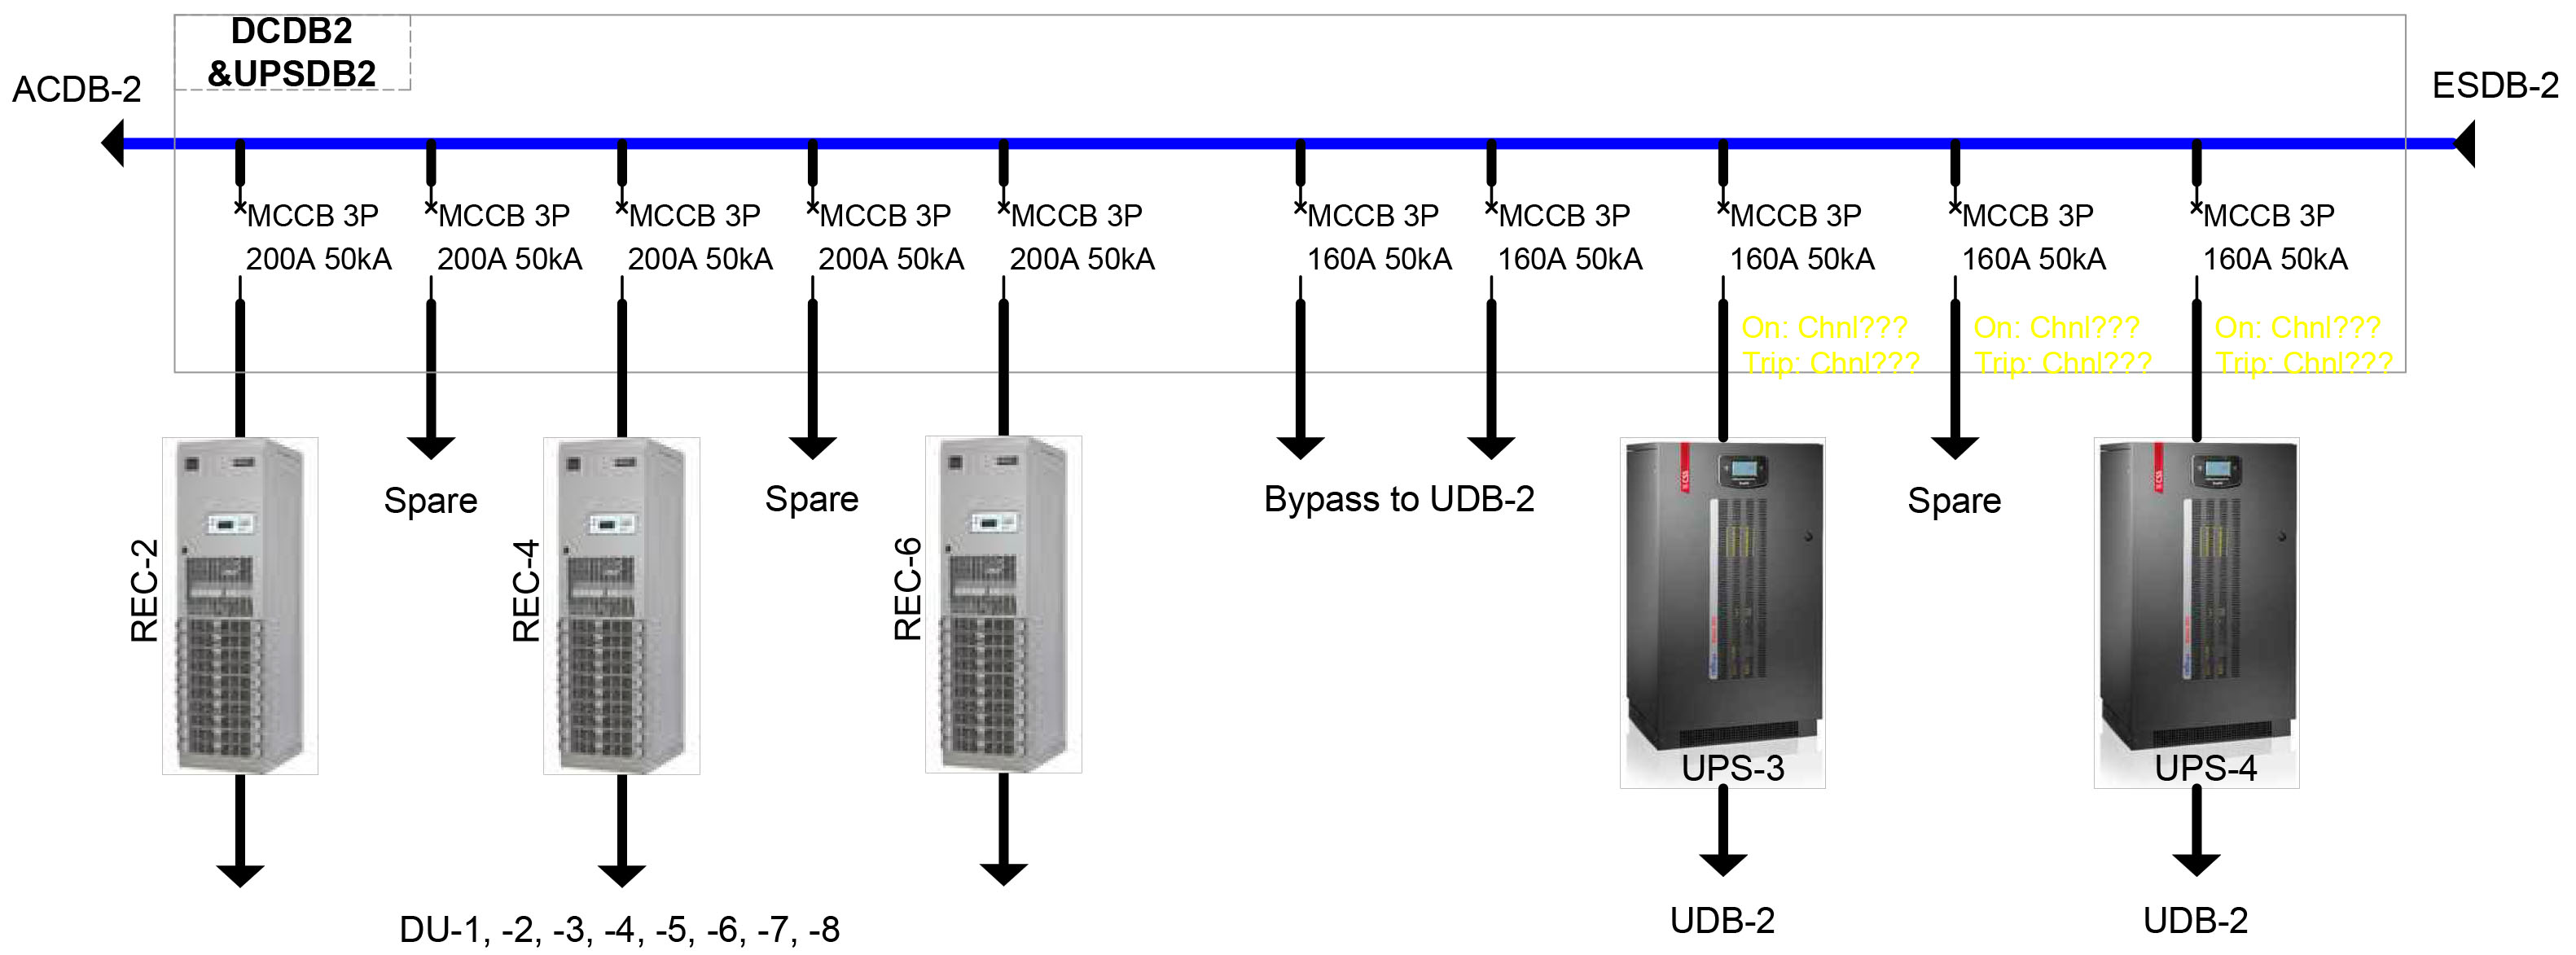 DCDB2
&UPSDB2
ACDB-2
ESDB-2
MCCB 3P
200A 50kA
MCCB 3P
200A 50kA
MCCB 3P
200A 50kA
MCCB 3P
200A 50kA
MCCB 3P
200A 50kA
MCCB 3P
160A 50kA
MCCB 3P
160A 50kA
MCCB 3P
160A 50kA
On: Chnl???
Trip: Chnl???
MCCB 3P
160A 50kA
On: Chnl???
Trip: Chnl???
MCCB 3P
160A 50kA
On: Chnl???
Trip: Chnl???
REC-2
Spare
REC-4
Spare
REC-6
Bypass to UDB-2
UPS-3
Spare
UPS-4
DU-1, -2, -3, -4, -5, -6, -7, -8
UDB-2
UDB-2